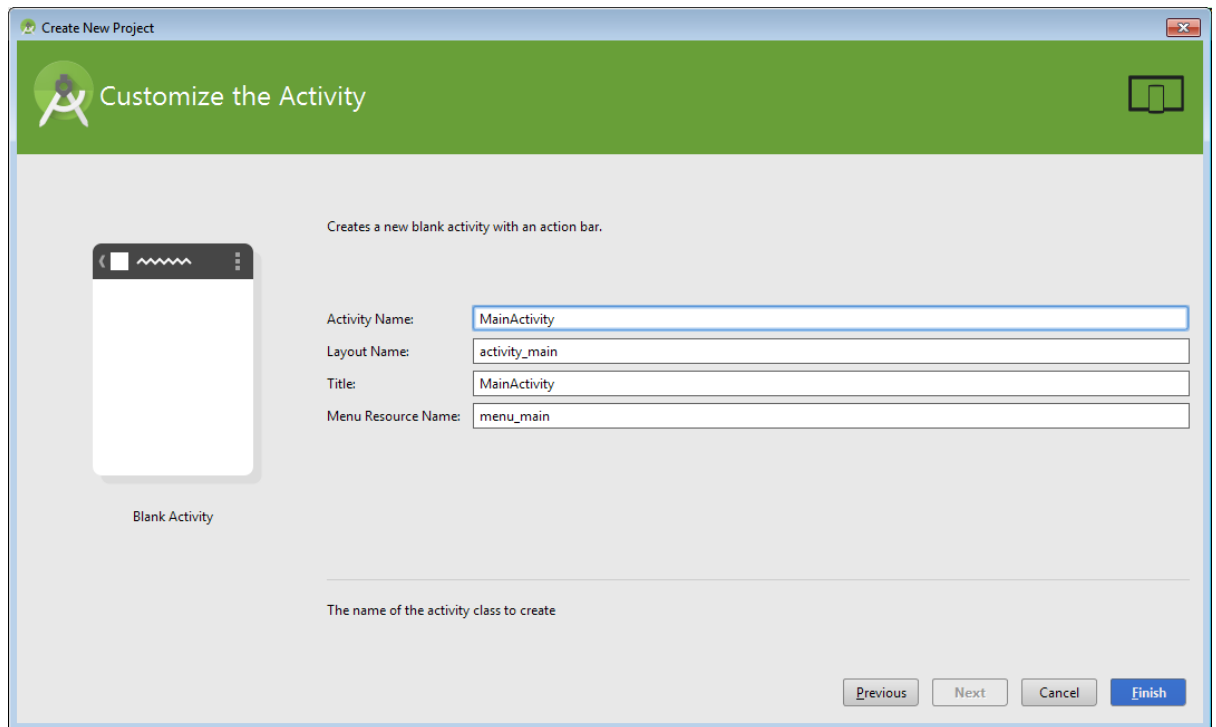 Create New Project
Customize the Activity
Creates a new blank activity with an action bar.
Activity Name: MainActivity
Layout Name: activity_main
Title: MainActivity
Menu Resource Name: menu_main
Blank Activity
The name of the activity class to create
Previous Next Cancel Finish